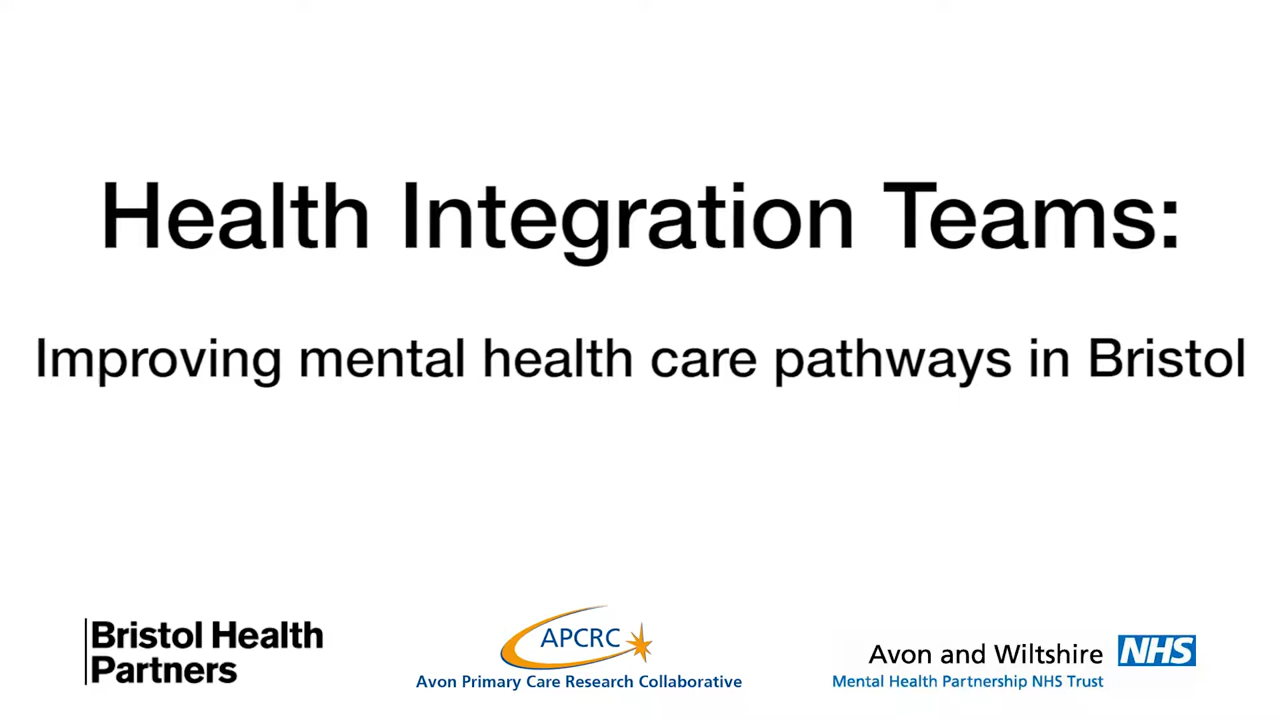 Health Integration Teams:
Improving mental health care pathways in Bristol
Bristol Health
Partners
APCRC
Avon Primary Care Research Collaborative
Avon and Wiltshire NHS
Mental Health Partnership NHS Trust